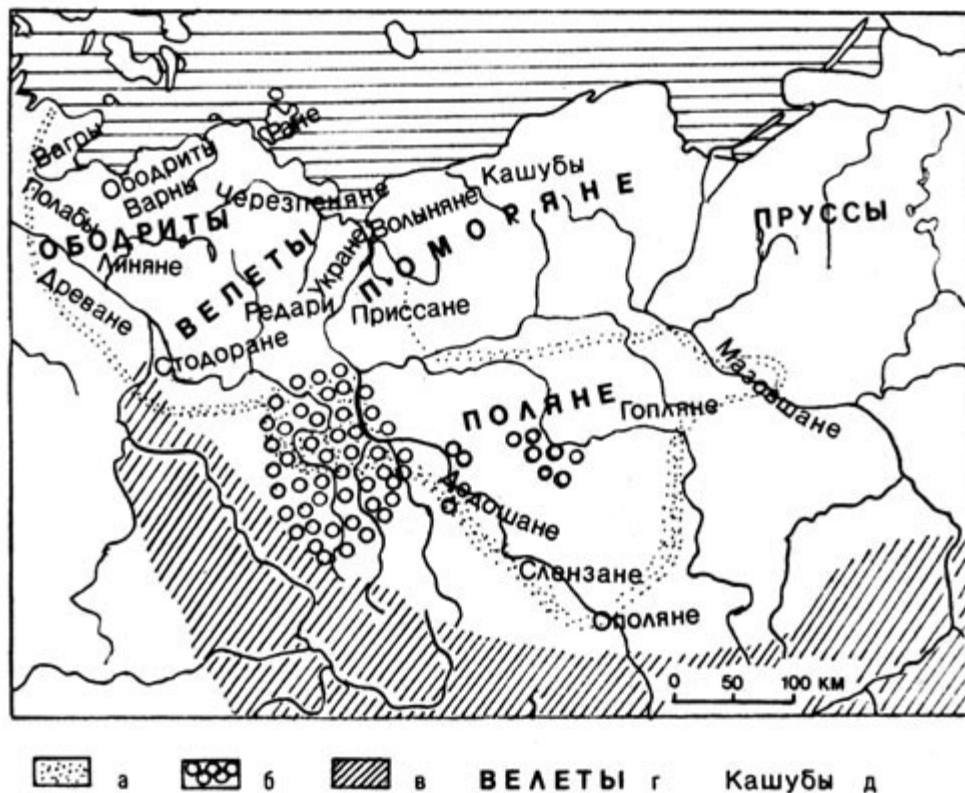 Ране
Вагры
Ободриты
Варны
Полабы
Черезпеняне
Кашубы
Волыняне
ОБОДРИТЫ
ПОМОРЯНЕ
ПРУССЫ
Линяне
ВЕЛЕТЫ
Укране
Древане
Редари
Приссане
Стодоране
Мазовшане
ПОЛЯНЕ
Гопляне
Дедошане
Слензане
Ополяне
0 50 100 КМ
а б в ВЕЛЕТЫ г Кашубы д